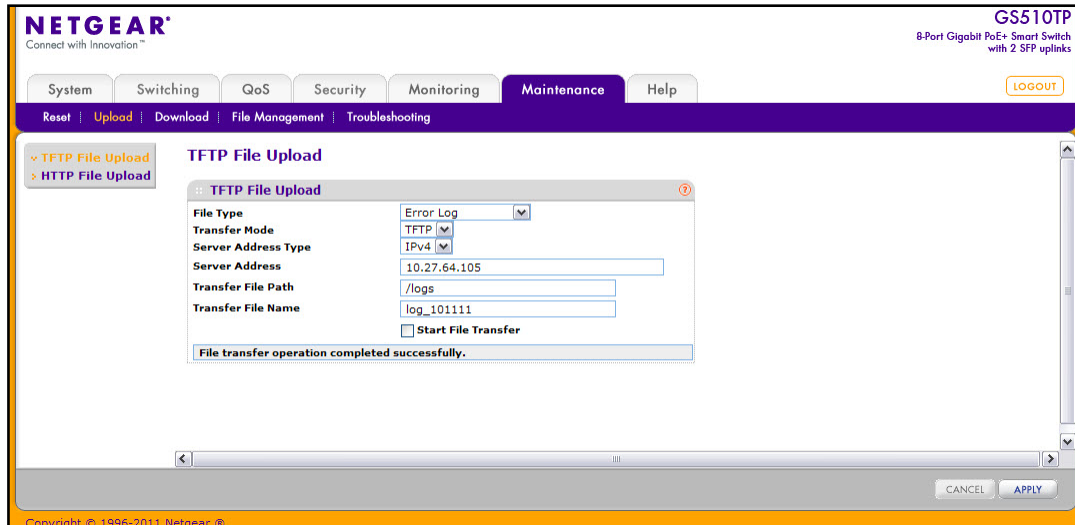 NETGEAR®
Connect with Innovation™
GS510TP
8-Port Gigabit PoE+ Smart Switch
with 2 SFP uplinks
System Switching QoS Security Monitoring Maintenance Help
LOGOUT
Reset | Upload | Download | File Management | Troubleshooting
TFTP File Upload
HTTP File Upload
TFTP File Upload
TFTP File Upload ?
File Type Error Log
Transfer Mode TFTP
Server Address Type IPv4
Server Address 10.27.64.105
Transfer File Path /logs
Transfer File Name log_101111
Start File Transfer
File transfer operation completed successfully.
CANCEL APPLY
Copyright © 1996-2011 Netgear ®